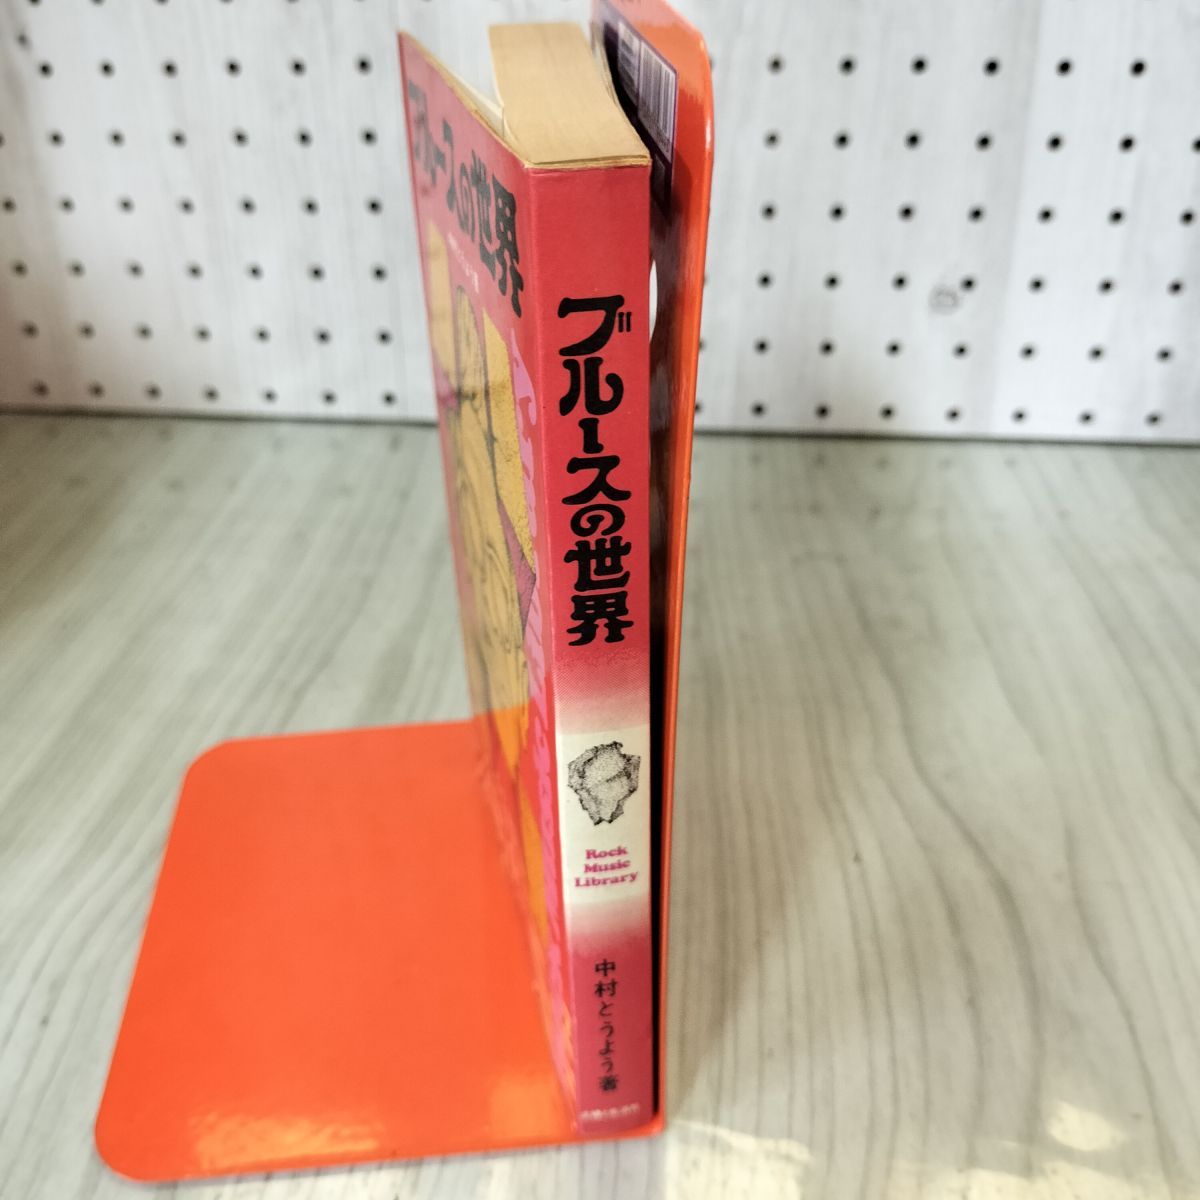 ブルースの世界
ブルースの世界
Rock
Music
Library
中村とうよう著